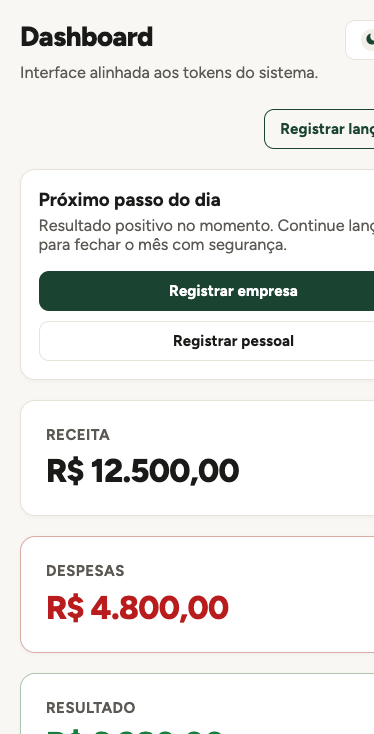 Dashboard
Interface alinhada aos tokens do sistema.
Registrar
Próximo passo do dia
Resultado positivo no momento. Continue
para fechar o mês com segurança.
Registrar empresa
Registrar pessoal
RECEITA
R$ 12.500,00
DESPESAS
R$ 4.800,00
RESULTADO